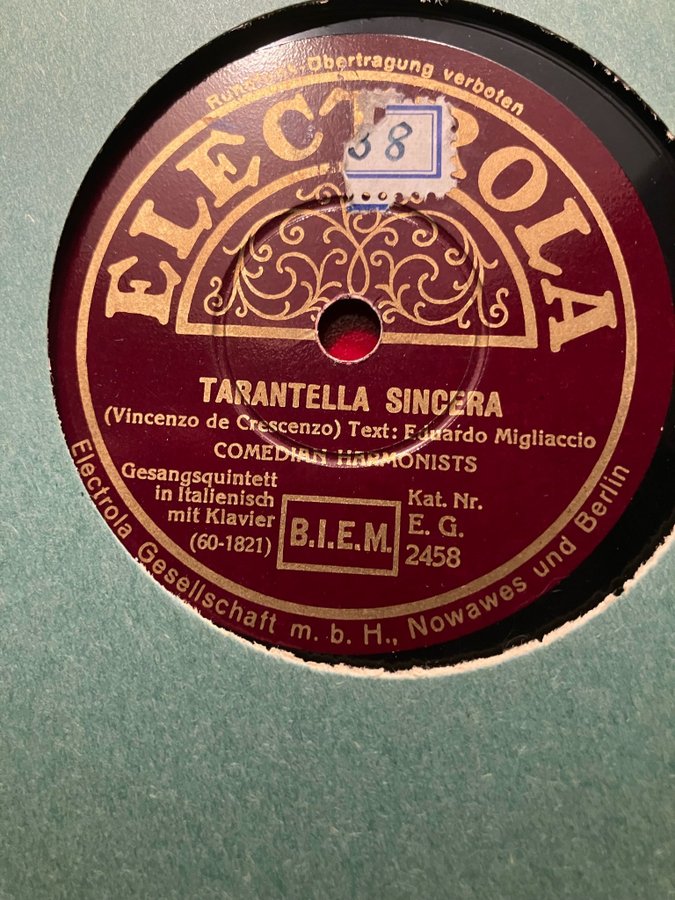 Rundfunk-Übertragung verboten
ELECTROLA
38
TARANTELLA SINCERA
(Vincenzo de Crescenzo) Text: Eduardo Migliaccio
COMEDIAN HARMONISTS
Gesangsquintett
in Italienisch
mit Klavier
(60-1821)
B.I.E.M.
Kat. Nr.
E. G.
2458
Electrola Gesellschaft m. b. H., Nowawes und Berlin